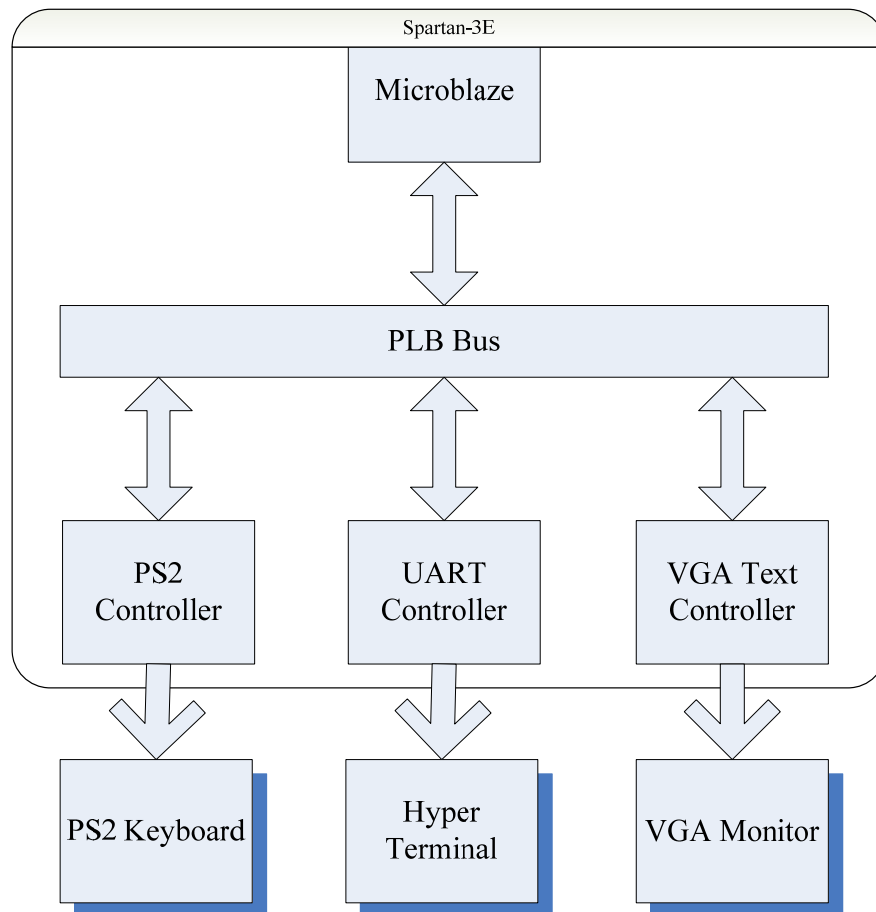 Spartan-3E
Microblaze
PLB Bus
PS2
Controller
UART
Controller
VGA Text
Controller
PS2 Keyboard
Hyper
Terminal
VGA Monitor